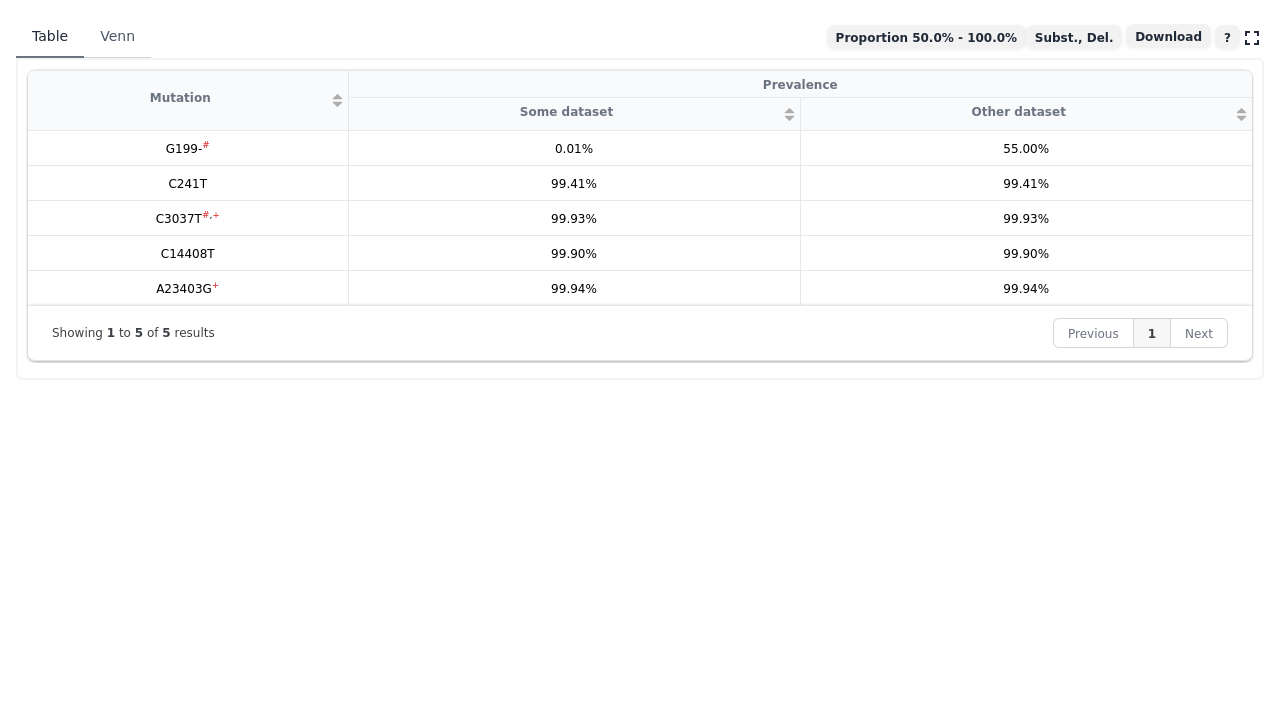 Table Venn Proportion 50.0% - 100.0% Subst., Del. Download ?
Mutation Prevalence
Some dataset Other dataset
G199-# 0.01% 55.00%
C241T 99.41% 99.41%
C3037T#,+ 99.93% 99.93%
C14408T 99.90% 99.90%
A23403G+ 99.94% 99.94%
Showing 1 to 5 of 5 results Previous 1 Next